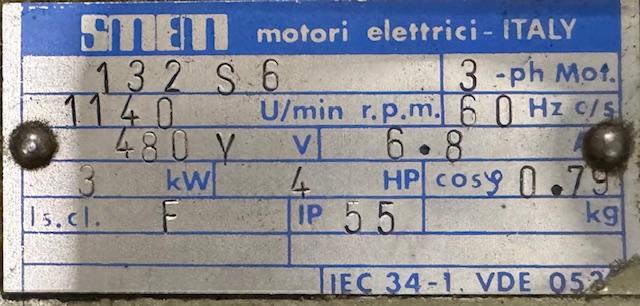 SMEM motori elettrici - ITALY
132 S 6 3 -ph Mot.
1140 U/min r.p.m. 60 Hz c/s
480 Y V 6.8
3 kW 4 HP cosφ 0.79
Is.cl. F IP 55 kg
IEC 34-1. VDE